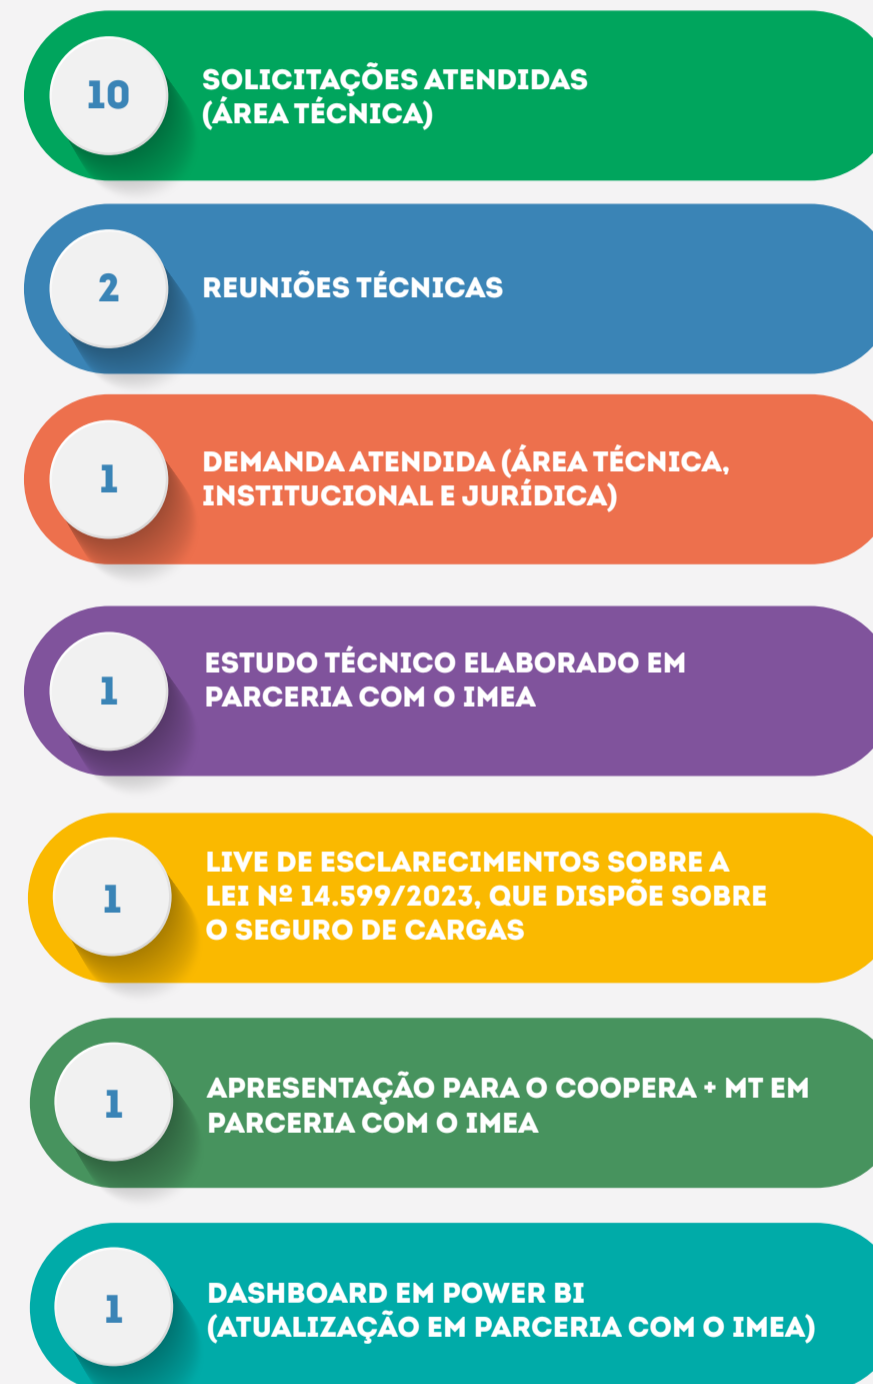 10
SOLICITAÇÕES ATENDIDAS
(ÁREA TÉCNICA)
2
REUNIÕES TÉCNICAS
1
DEMANDA ATENDIDA (ÁREA TÉCNICA,
INSTITUCIONAL E JURÍDICA)
1
ESTUDO TÉCNICO ELABORADO EM
PARCERIA COM O IMEA
1
LIVE DE ESCLARECIMENTOS SOBRE A
LEI Nº 14.599/2023, QUE DISPÕE SOBRE
O SEGURO DE CARGAS
1
APRESENTAÇÃO PARA O COOPERA + MT EM
PARCERIA COM O IMEA
1
DASHBOARD EM POWER BI
(ATUALIZAÇÃO EM PARCERIA COM O IMEA)